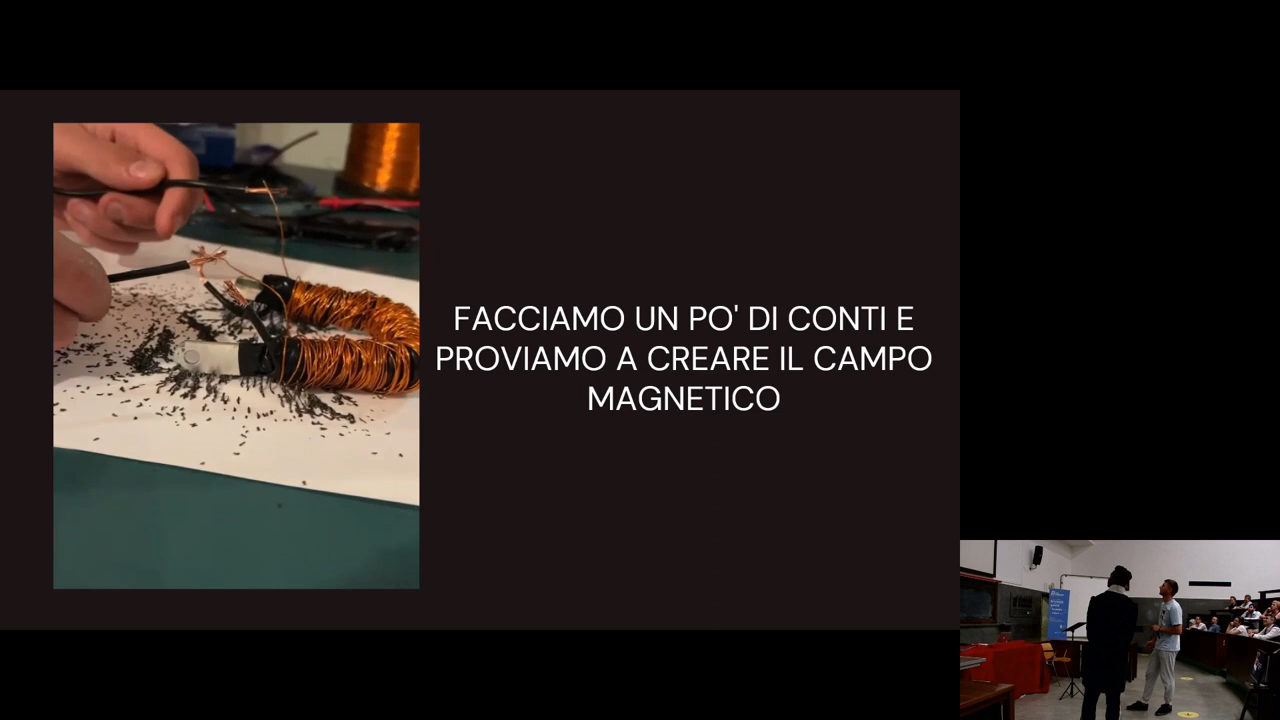 FACCIAMO UN PO' DI CONTI E
PROVIAMO A CREARE IL CAMPO
MAGNETICO